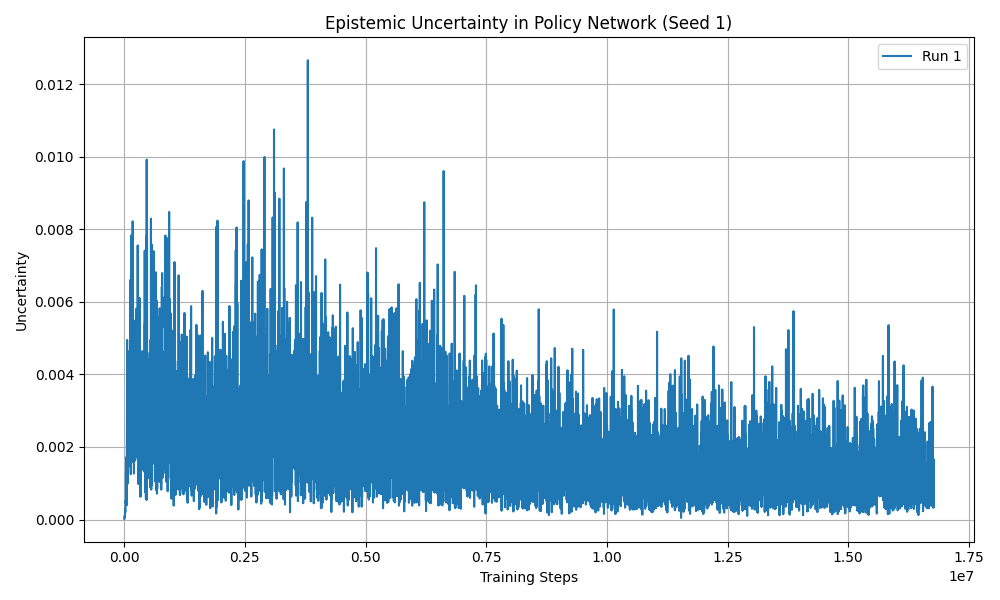 Epistemic Uncertainty in Policy Network (Seed 1)
Run 1
Uncertainty
0.012
0.010
0.008
0.006
0.004
0.002
0.000
0.00 0.25 0.50 0.75 1.00 1.25 1.50 1.75
1e7
Training Steps